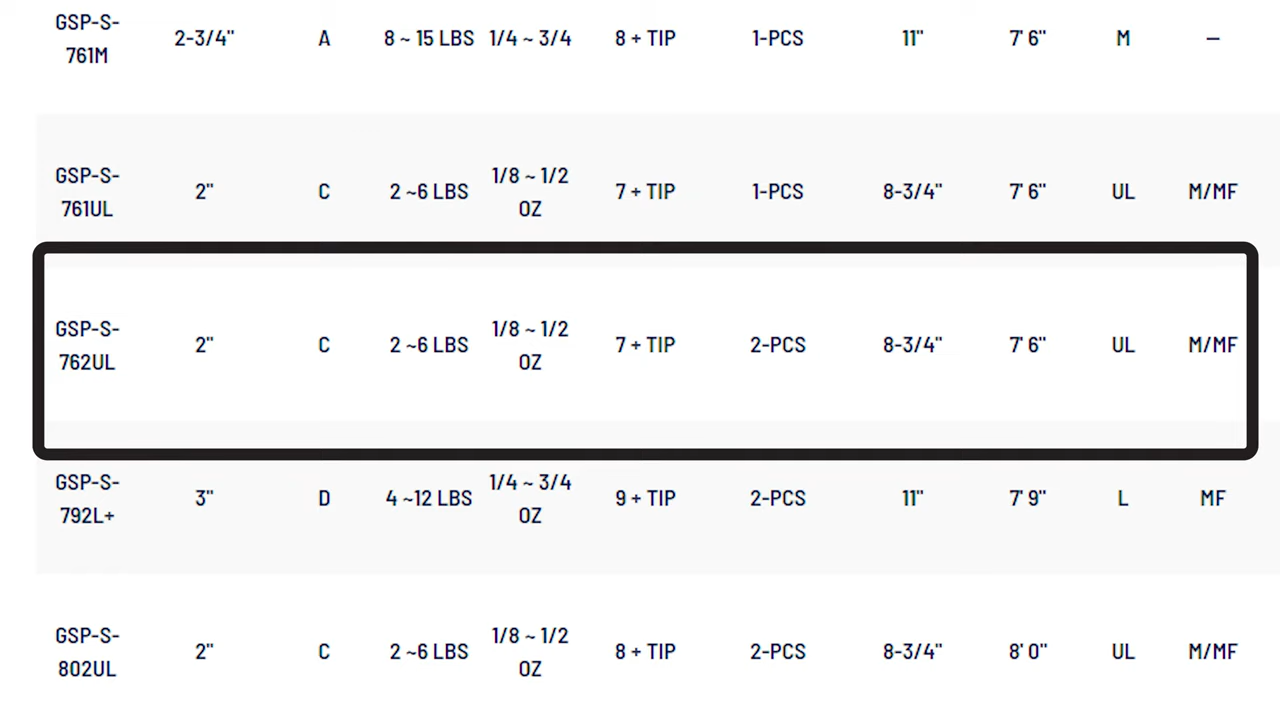 GSP-S-
761M 2-3/4" A 8 ~ 15 LBS 1/4 ~ 3/4 8 + TIP 1-PCS 11" 7' 6" M –
GSP-S-
761UL 2" C 2 ~6 LBS 1/8 ~ 1/2
OZ 7 + TIP 1-PCS 8-3/4" 7' 6" UL M/MF
GSP-S-
762UL 2" C 2 ~6 LBS 1/8 ~ 1/2
OZ 7 + TIP 2-PCS 8-3/4" 7' 6" UL M/MF
GSP-S-
792L+ 3" D 4 ~12 LBS 1/4 ~ 3/4
OZ 9 + TIP 2-PCS 11" 7' 9" L MF
GSP-S-
802UL 2" C 2 ~6 LBS 1/8 ~ 1/2
OZ 8 + TIP 2-PCS 8-3/4" 8' 0" UL M/MF